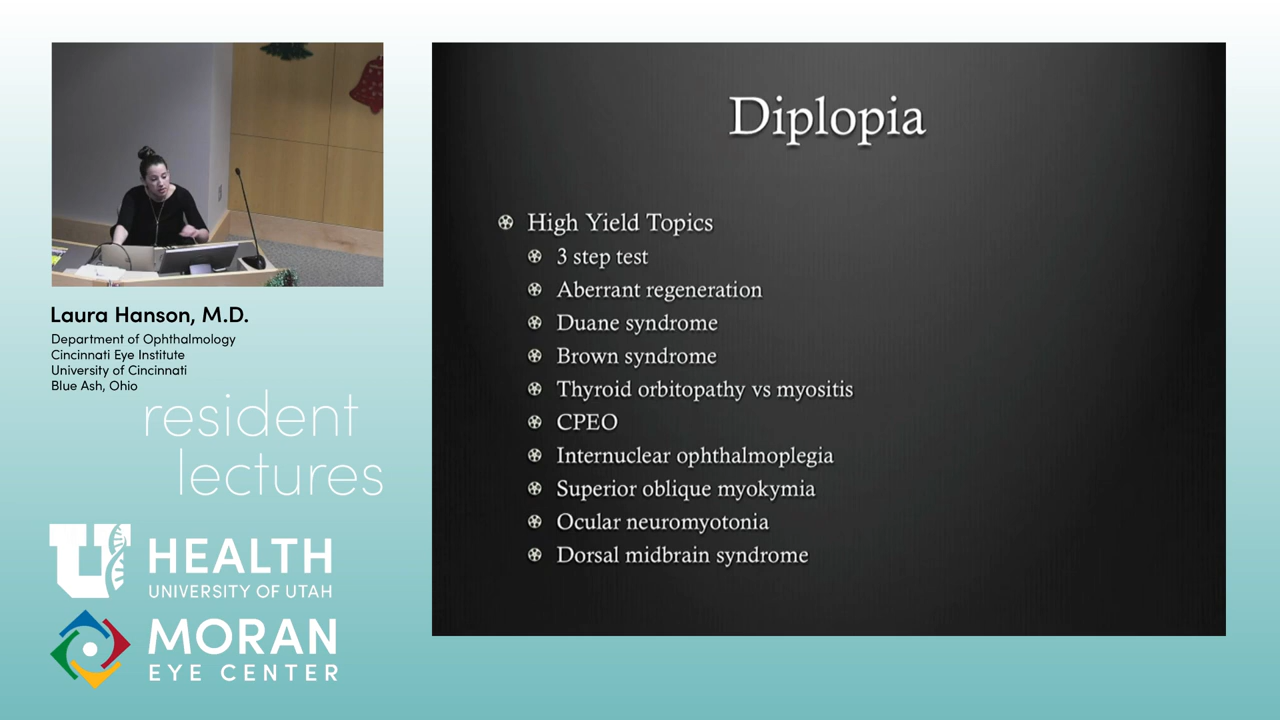 Laura Hanson, M.D.
Department of Ophthalmology
Cincinnati Eye Institute
University of Cincinnati
Blue Ash, Ohio
resident
lectures
U HEALTH
UNIVERSITY OF UTAH
MORAN
EYE CENTER
Diplopia
High Yield Topics
3 step test
Aberrant regeneration
Duane syndrome
Brown syndrome
Thyroid orbitopathy vs myositis
CPEO
Internuclear ophthalmoplegia
Superior oblique myokymia
Ocular neuromyotonia
Dorsal midbrain syndrome